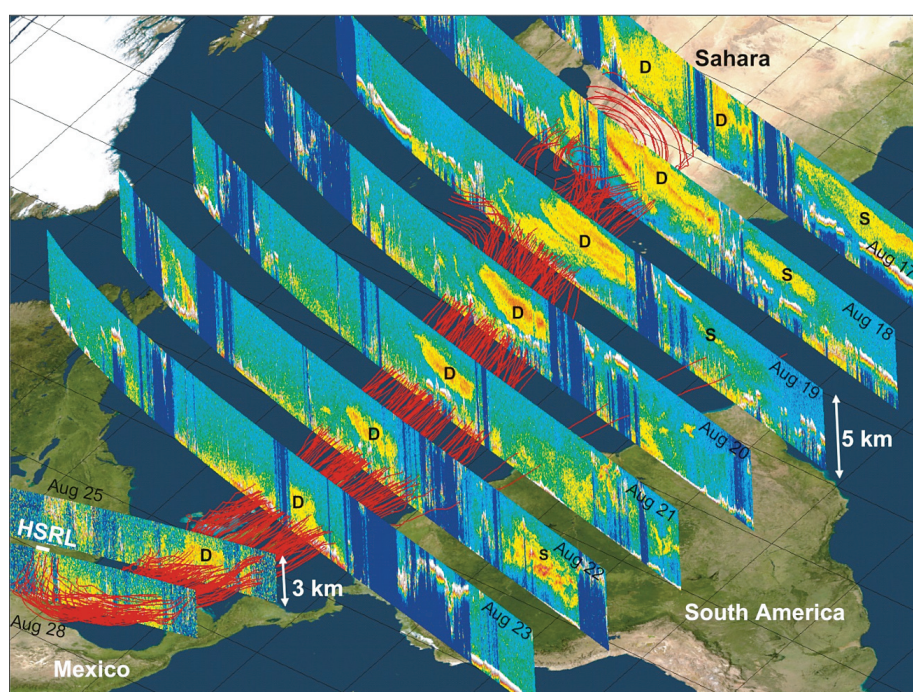 D
Sahara
D
D
S
Aug 17
D
S
Aug 18
D
S
Aug 19
5 km
D
Aug 20
D
Aug 21
Aug 25
D
S
Aug 22
HSRL
D
3 km
South America
Aug 23
Aug 28
Mexico